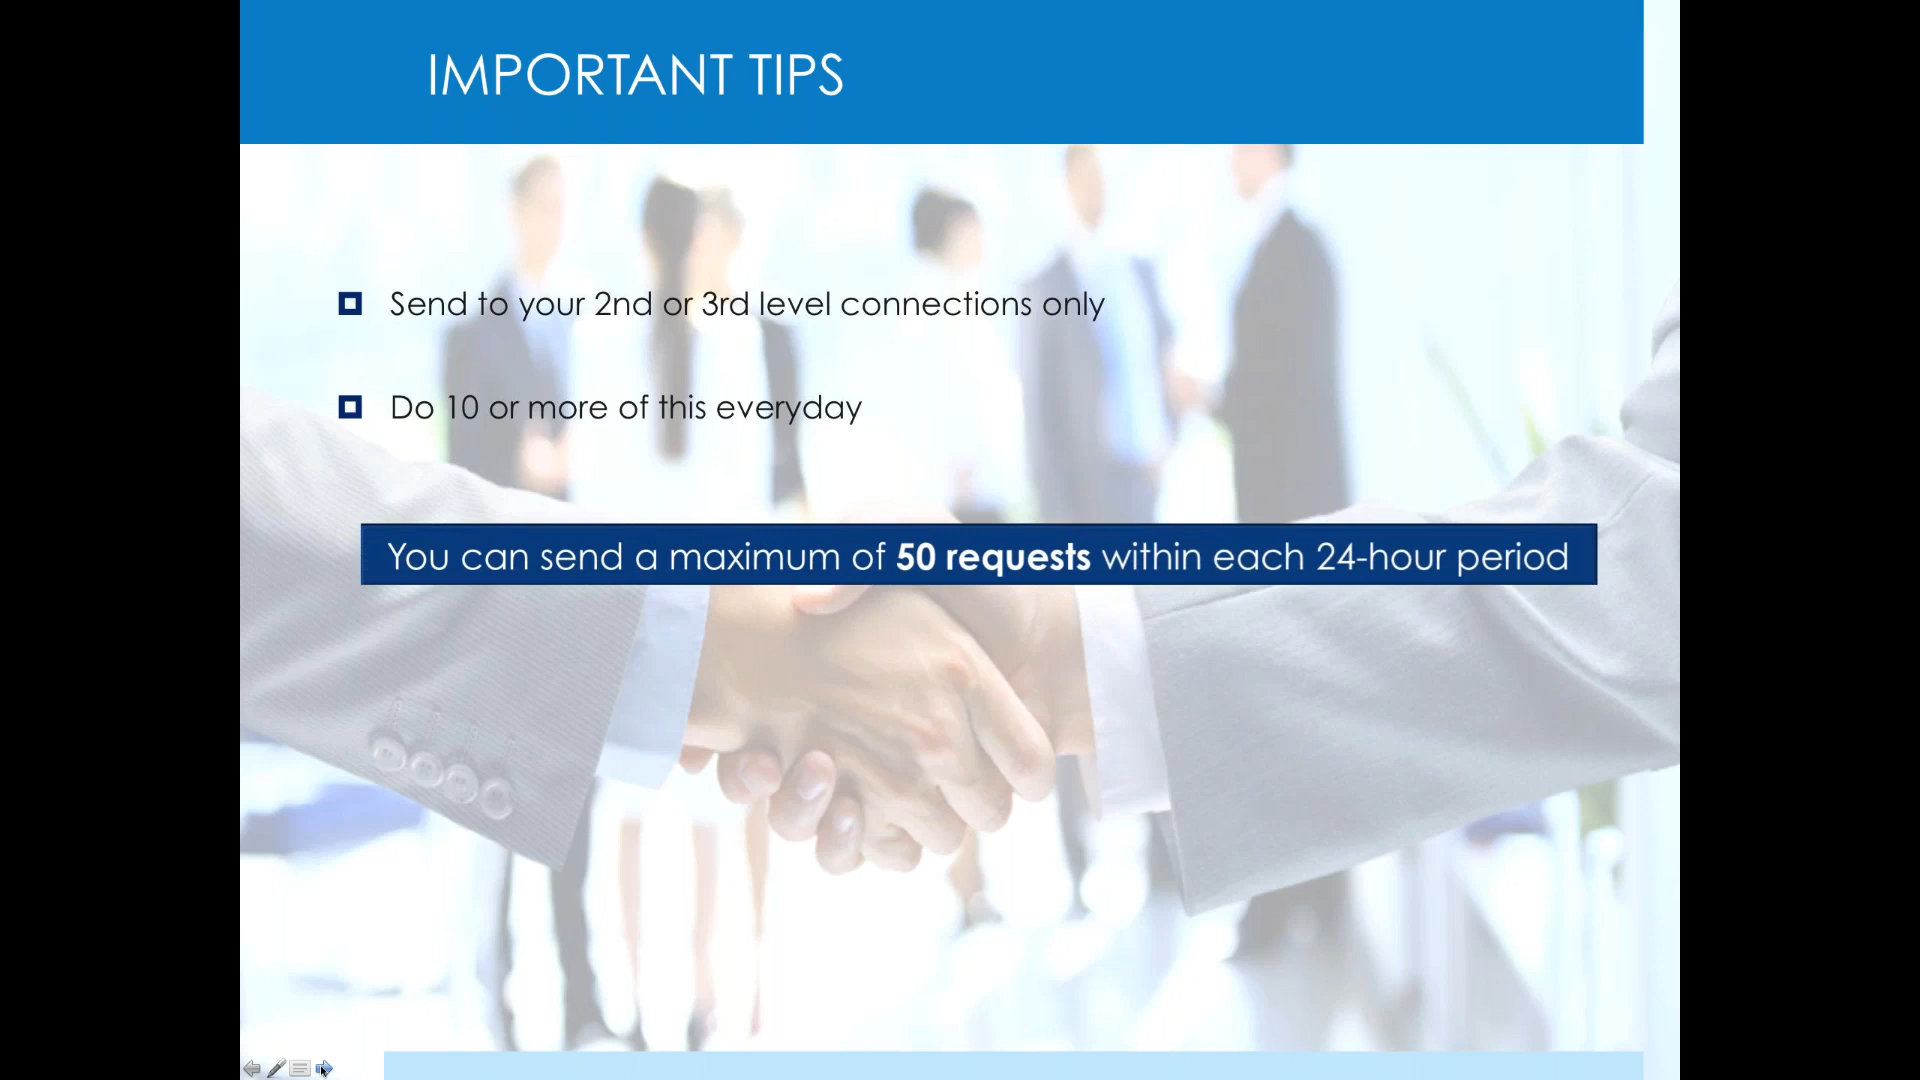 IMPORTANT TIPS
Send to your 2nd or 3rd level connections only
Do 10 or more of this everyday
You can send a maximum of 50 requests within each 24-hour period